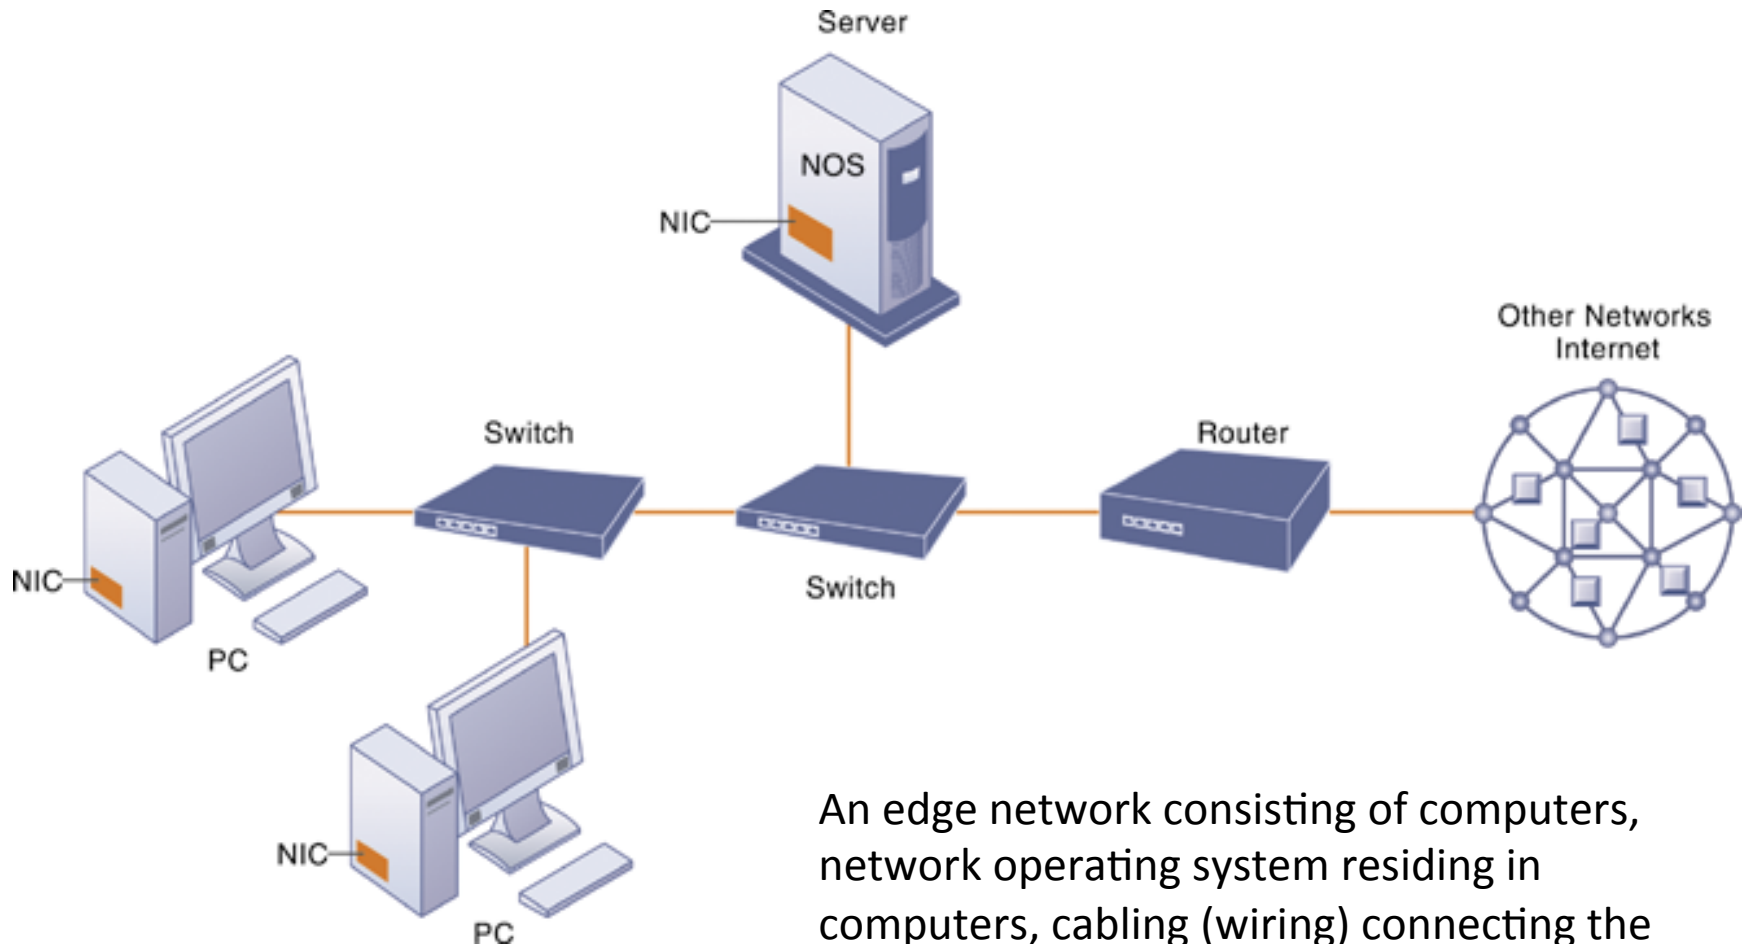 Server
NOS
NIC
Other Networks
Internet
Switch
Router
Switch
NIC
PC
NIC
PC
An edge network consisting of computers,
network operating system residing in
computers, cabling (wiring) connecting the